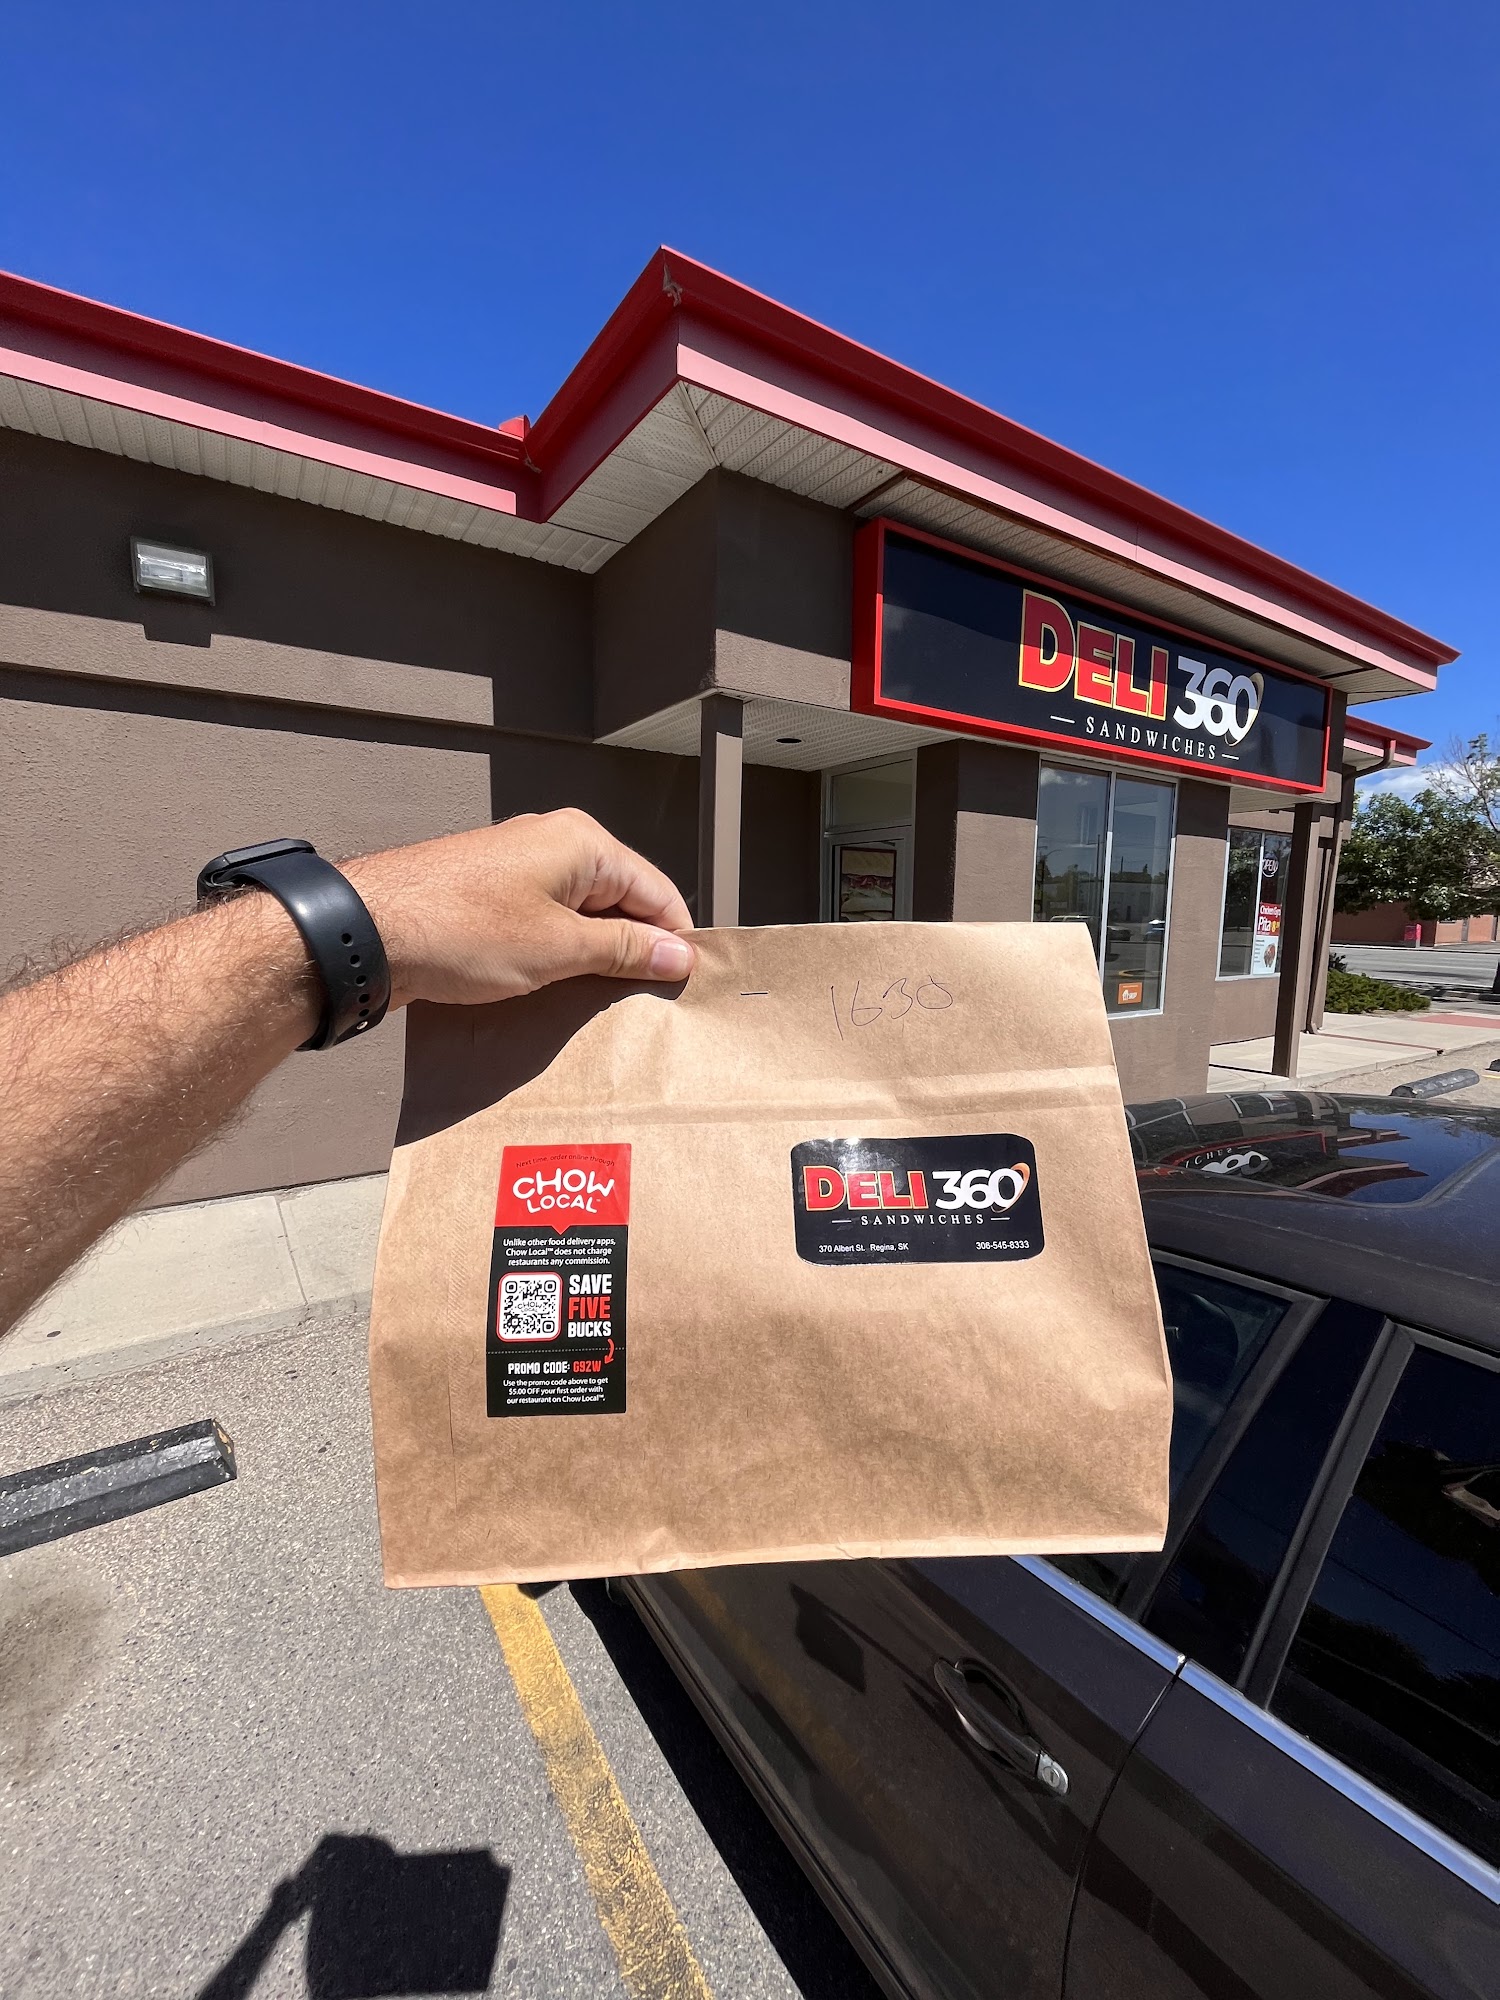 DELI 360
SANDWICHES
OPEN
Pita
1630
Next time, order online through
CHOW
LOCAL
Unlike other food delivery apps,
Chow Local™ does not charge
restaurants any commission.
SAVE
FIVE
BUCKS
PROMO CODE: G92W
Use the promo code above to get
$5.00 OFF your first order with
our restaurant on Chow Local™.
DELI 360
SANDWICHES
370 Albert St. Regina, SK
306-545-8333